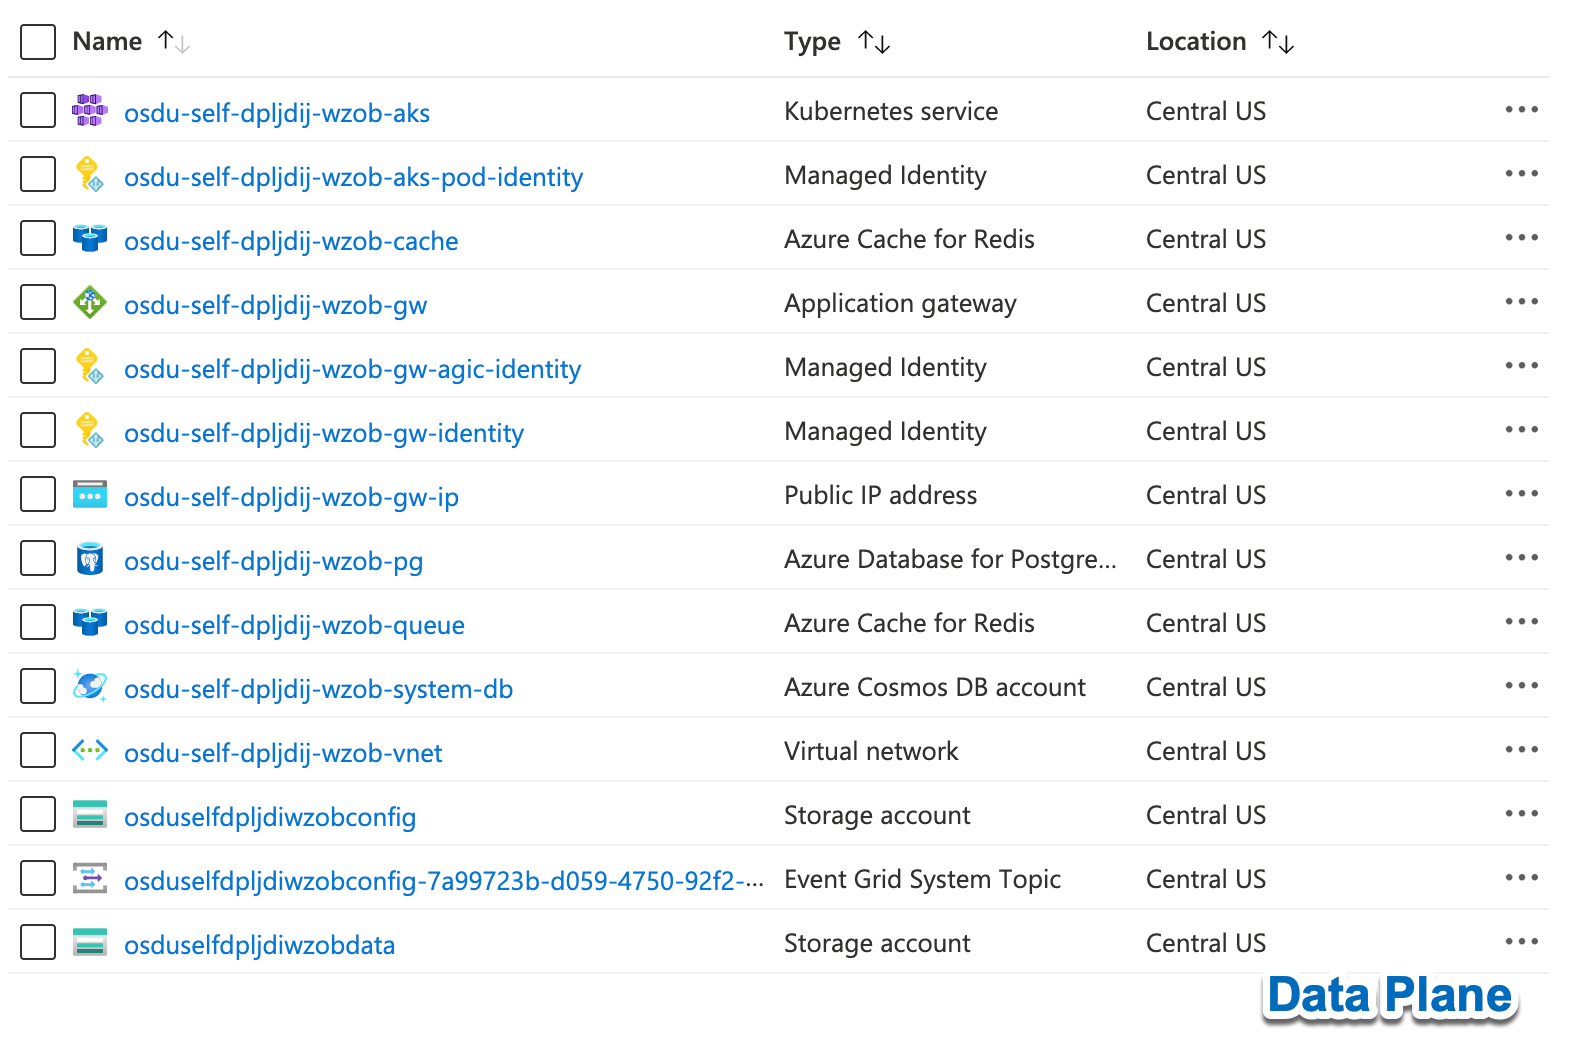 Name Type Location
osdu-self-dpljdij-wzob-aks Kubernetes service Central US
osdu-self-dpljdij-wzob-aks-pod-identity Managed Identity Central US
osdu-self-dpljdij-wzob-cache Azure Cache for Redis Central US
osdu-self-dpljdij-wzob-gw Application gateway Central US
osdu-self-dpljdij-wzob-gw-agic-identity Managed Identity Central US
osdu-self-dpljdij-wzob-gw-identity Managed Identity Central US
osdu-self-dpljdij-wzob-gw-ip Public IP address Central US
osdu-self-dpljdij-wzob-pg Azure Database for Postgre... Central US
osdu-self-dpljdij-wzob-queue Azure Cache for Redis Central US
osdu-self-dpljdij-wzob-system-db Azure Cosmos DB account Central US
osdu-self-dpljdij-wzob-vnet Virtual network Central US
osduselfdpljdiwzobconfig Storage account Central US
osduselfdpljdiwzobconfig-7a99723b-d059-4750-92f2-... Event Grid System Topic Central US
osduselfdpljdiwzobdata Storage account Central US
Data Plane